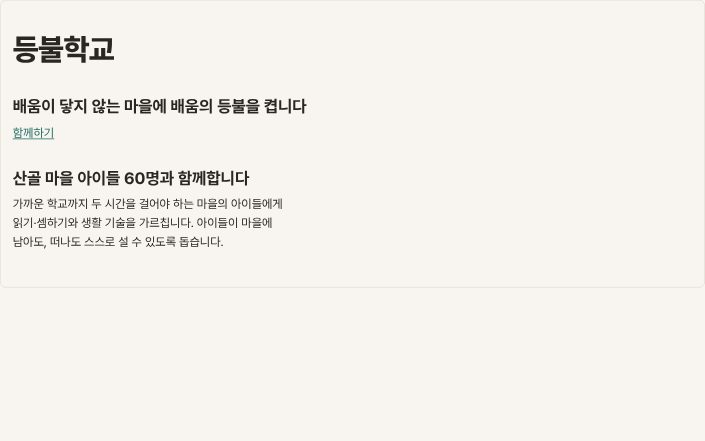 등불학교
배움이 닿지 않는 마을에 배움의 등불을 켭니다
함께하기
산골 마을 아이들 60명과 함께합니다
가까운 학교까지 두 시간을 걸어야 하는 마을의 아이들에게
읽기·셈하기와 생활 기술을 가르칩니다. 아이들이 마을에
남아도, 떠나도 스스로 설 수 있도록 돕습니다.